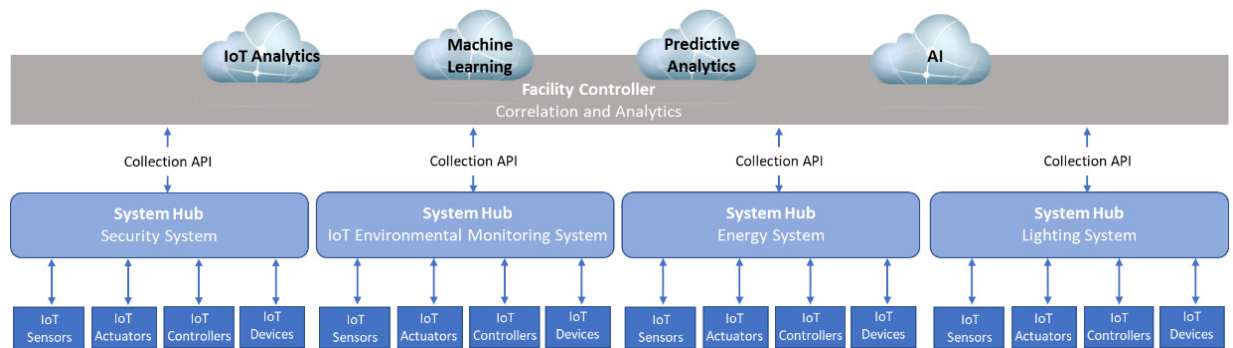 IoT Analytics
Machine
Learning
Predictive
Analytics
AI
Facility Controller
Correlation and Analytics
Collection API
Collection API
Collection API
Collection API
System Hub
Security System
System Hub
IoT Environmental Monitoring System
System Hub
Energy System
System Hub
Lighting System
IoT
Sensors
IoT
Actuators
IoT
Controllers
IoT
Devices
IoT
Sensors
IoT
Actuators
IoT
Controllers
IoT
Devices
IoT
Sensors
IoT
Actuators
IoT
Controllers
IoT
Devices
IoT
Sensors
IoT
Actuators
IoT
Controllers
IoT
Devices